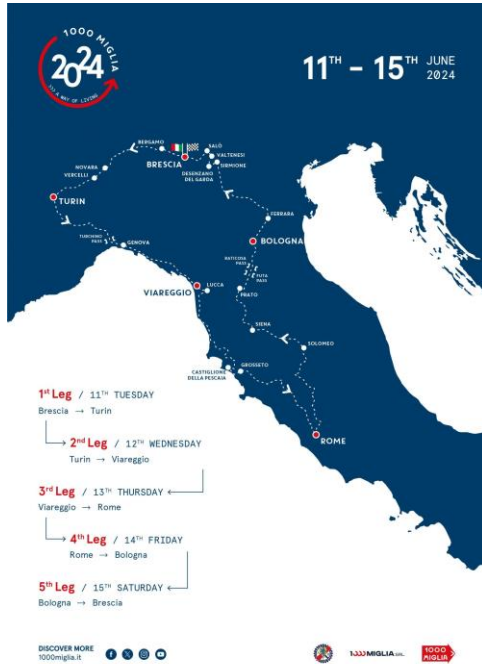 1000 MIGLIA
2024
VIA A WAY OF LIVING
11TH – 15TH JUNE
2024
BERGAMO
BRESCIA
SALÒ
VALTENESI
SIRMIONE
DESENZANO
DEL GARDA
NOVARA
VERCELLI
TURIN
FERRARA
BOLOGNA
TURCHINO
PASS
GENOVA
RATICOSA
PASS
FUTA
PASS
VIAREGGIO
LUCCA
PRATO
SIENA
SOLOMEO
GROSSETO
CASTIGLIONE
DELLA PESCAIA
ROME
1st Leg / 11TH TUESDAY
Brescia → Turin
2nd Leg / 12TH WEDNESDAY
Turin → Viareggio
3rd Leg / 13TH THURSDAY
Viareggio → Rome
4th Leg / 14TH FRIDAY
Rome → Bologna
5th Leg / 15TH SATURDAY
Bologna → Brescia
DISCOVER MORE
1000miglia.it
1000MIGLIA SRL
1000
MIGLIA